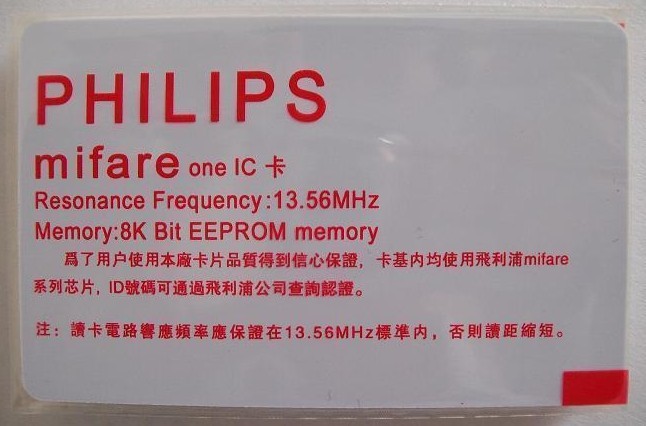 PHILIPS
mifare one IC 卡
Resonance Frequency:13.56MHz
Memory:8K Bit EEPROM memory
爲了用户使用本廠卡片品質得到信心保證，卡基内均使用飛利浦mifare
系列芯片，ID號碼可通過飛利浦公司查詢認證。
注：讀卡電路響應頻率應保證在13.56MHz標準内，否則讀距縮短。